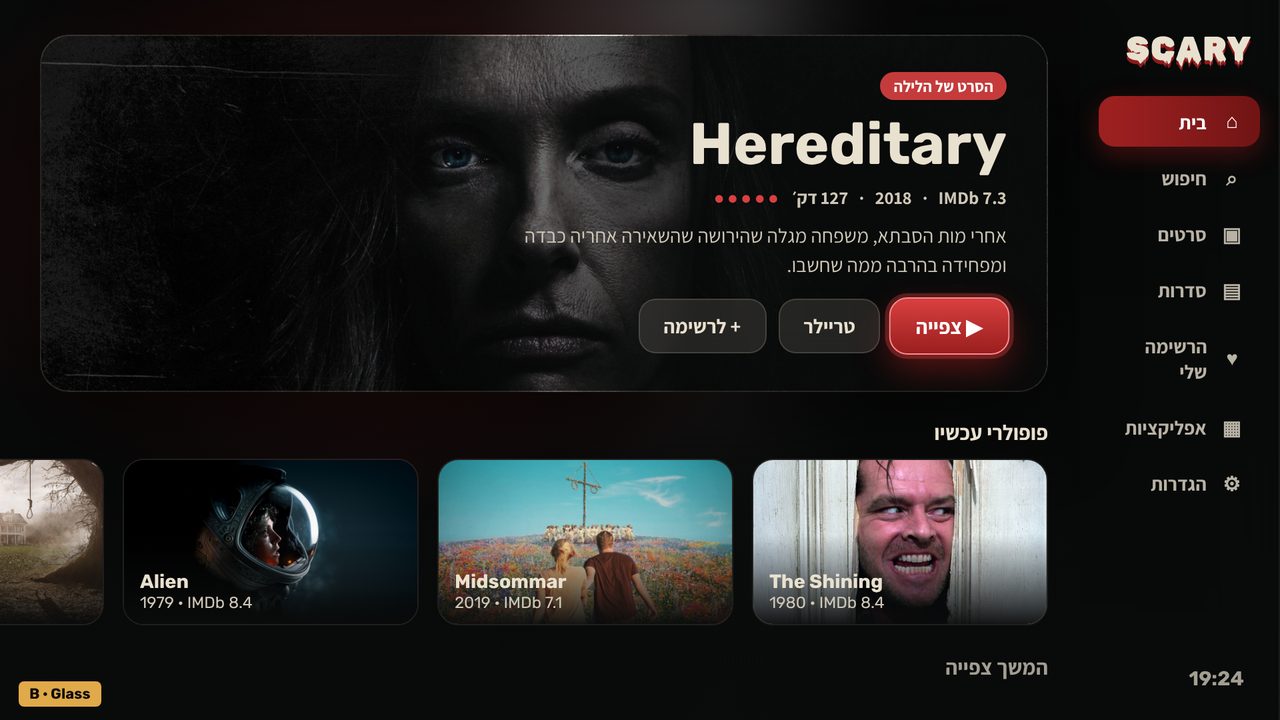 SCARY
בית
חיפוש
סרטים
סדרות
הרשימה
שלי
אפליקציות
הגדרות
19:24
הסרט של הלילה
Hereditary
IMDb 7.3 · 2018 · 127 דק׳
אחרי מות הסבתא, משפחה מגלה שהירושה שהשאירה אחריה כבדה
ומפחידה בהרבה ממה שחשבו.
▶ צפייה
טריילר
+ לרשימה
פופולרי עכשיו
The Shining
1980 • IMDb 8.4
Midsommar
2019 • IMDb 7.1
Alien
1979 • IMDb 8.4
המשך צפייה
B • Glass